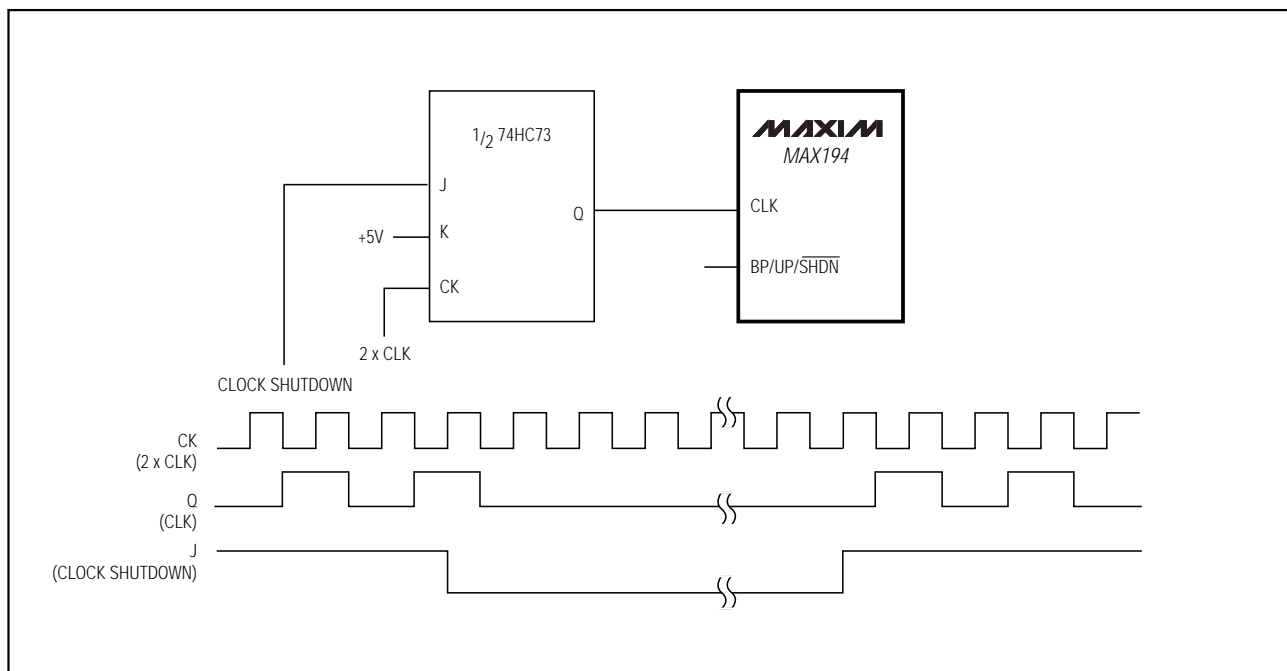 1/2 74HC73
J
K
CK
Q
+5V
2 x CLK
CLOCK SHUTDOWN
MAXIM
MAX194
CLK
BP/UP/S̅H̅D̅N̅
CK
(2 x CLK)
Q
(CLK)
J
(CLOCK SHUTDOWN)